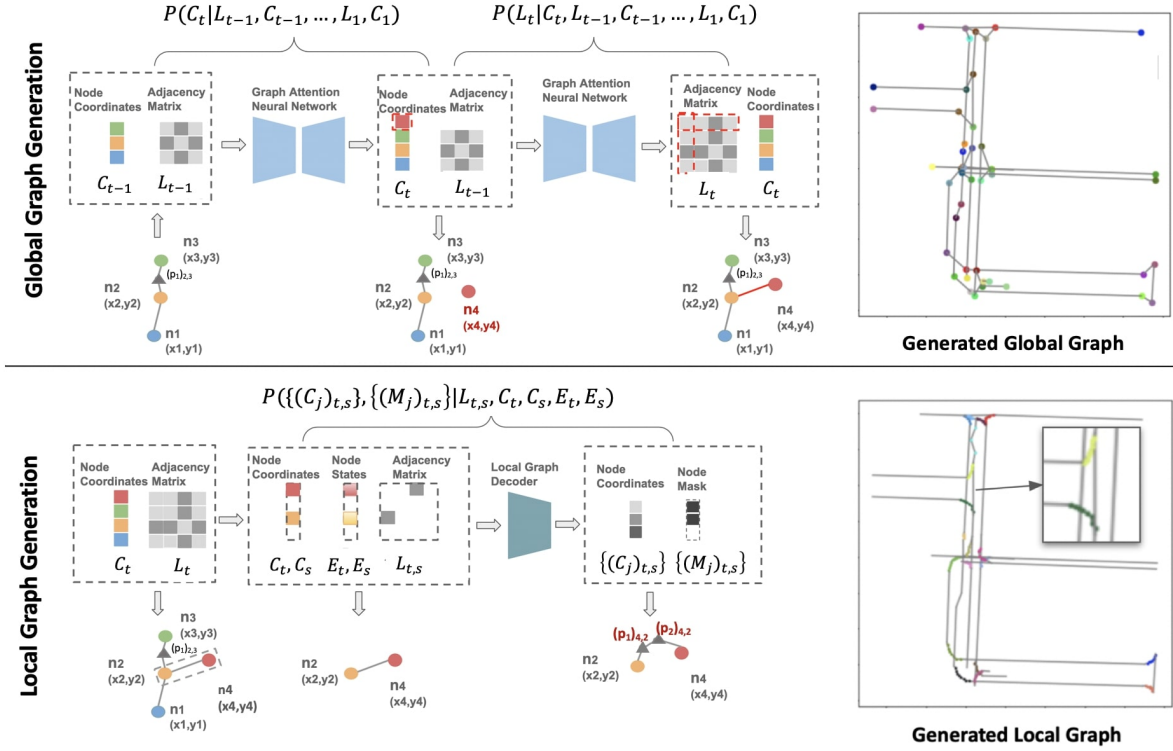 Global Graph Generation
P(C_t|L_{t-1}, C_{t-1}, ..., L_1, C_1)
P(L_t|C_t, L_{t-1}, C_{t-1}, ..., L_1, C_1)
Node
Coordinates
Adjacency
Matrix
C_{t-1}
L_{t-1}
Graph Attention
Neural Network
Node
Coordinates
Adjacency
Matrix
C_t
L_{t-1}
Graph Attention
Neural Network
Adjacency
Matrix
Node
Coordinates
L_t
C_t
n3
(x3,y3)
(p₁)₂,₃
n2
(x2,y2)
n1
(x1,y1)
n3
(x3,y3)
(p₁)₂,₃
n2
(x2,y2)
n4
(x4,y4)
n1
(x1,y1)
n3
(x3,y3)
(p₁)₂,₃
n2
(x2,y2)
n4
(x4,y4)
n1
(x1,y1)
Generated Global Graph
Local Graph Generation
P({(C_j)_{t,s}}, {(M_j)_{t,s}}|L_{t,s}, C_t, C_s, E_t, E_s)
Node
Coordinates
Adjacency
Matrix
C_t
L_t
Node
Coordinates
Node
States
Adjacency
Matrix
C_t, C_s
E_t, E_s
L_{t,s}
Local Graph
Decoder
Node
Coordinates
Node
Mask
{(C_j)_{t,s}}
{(M_j)_{t,s}}
n3
(x3,y3)
(p₁)₂,₃
n2
(x2,y2)
n4
(x4,y4)
n1
(x1,y1)
n2
(x2,y2)
n4
(x4,y4)
(p₁)₄,₂
(p₂)₄,₂
n2
(x2,y2)
n4
(x4,y4)
Generated Local Graph